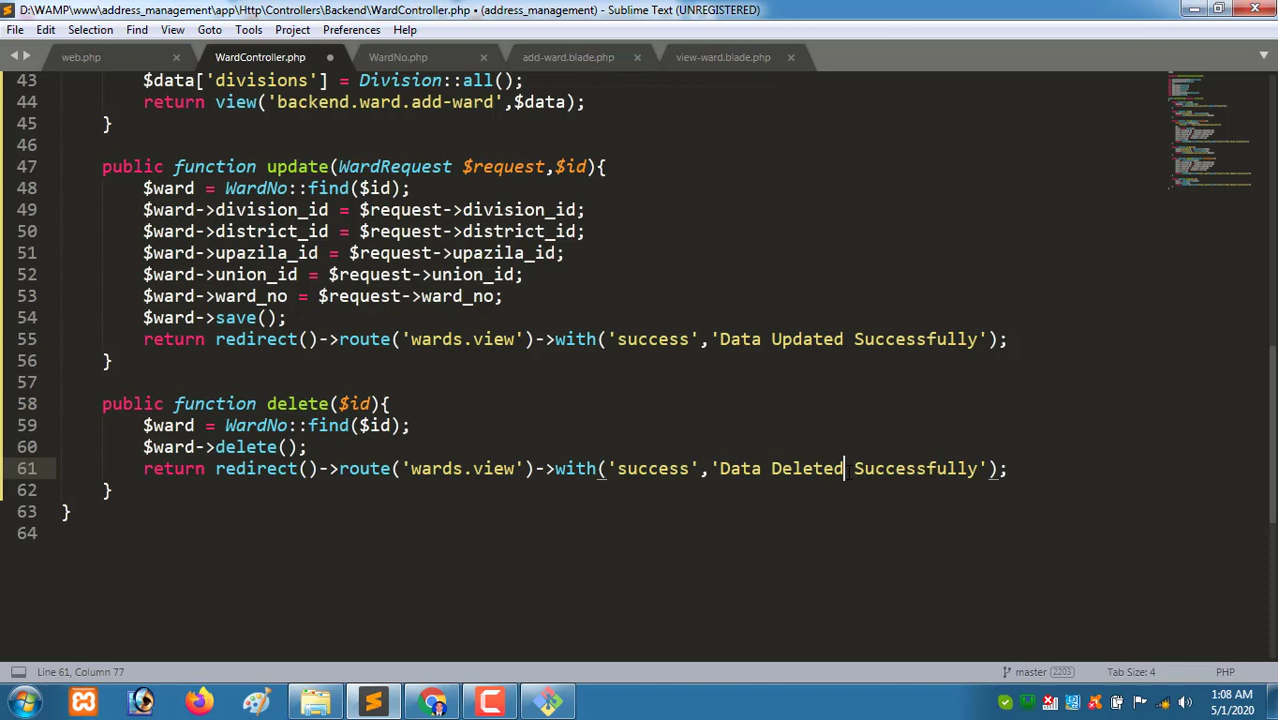 D:\WAMP\www\address_management\app\Http\Controllers\Backend\WardController.php • (address_management) - Sublime Text (UNREGISTERED)
File Edit Selection Find View Goto Tools Project Preferences Help
web.php WardController.php WardNo.php add-ward.blade.php view-ward.blade.php
43 $data['divisions'] = Division::all();
44 return view('backend.ward.add-ward',$data);
45 }
46
47 public function update(WardRequest $request,$id){
48 $ward = WardNo::find($id);
49 $ward->division_id = $request->division_id;
50 $ward->district_id = $request->district_id;
51 $ward->upazila_id = $request->upazila_id;
52 $ward->union_id = $request->union_id;
53 $ward->ward_no = $request->ward_no;
54 $ward->save();
55 return redirect()->route('wards.view')->with('success','Data Updated Successfully');
56 }
57
58 public function delete($id){
59 $ward = WardNo::find($id);
60 $ward->delete();
61 return redirect()->route('wards.view')->with('success','Data Deleted Successfully');
62 }
63 }
64
Line 61, Column 77 master 2203 Tab Size: 4 PHP
1:08 AM
5/1/2020